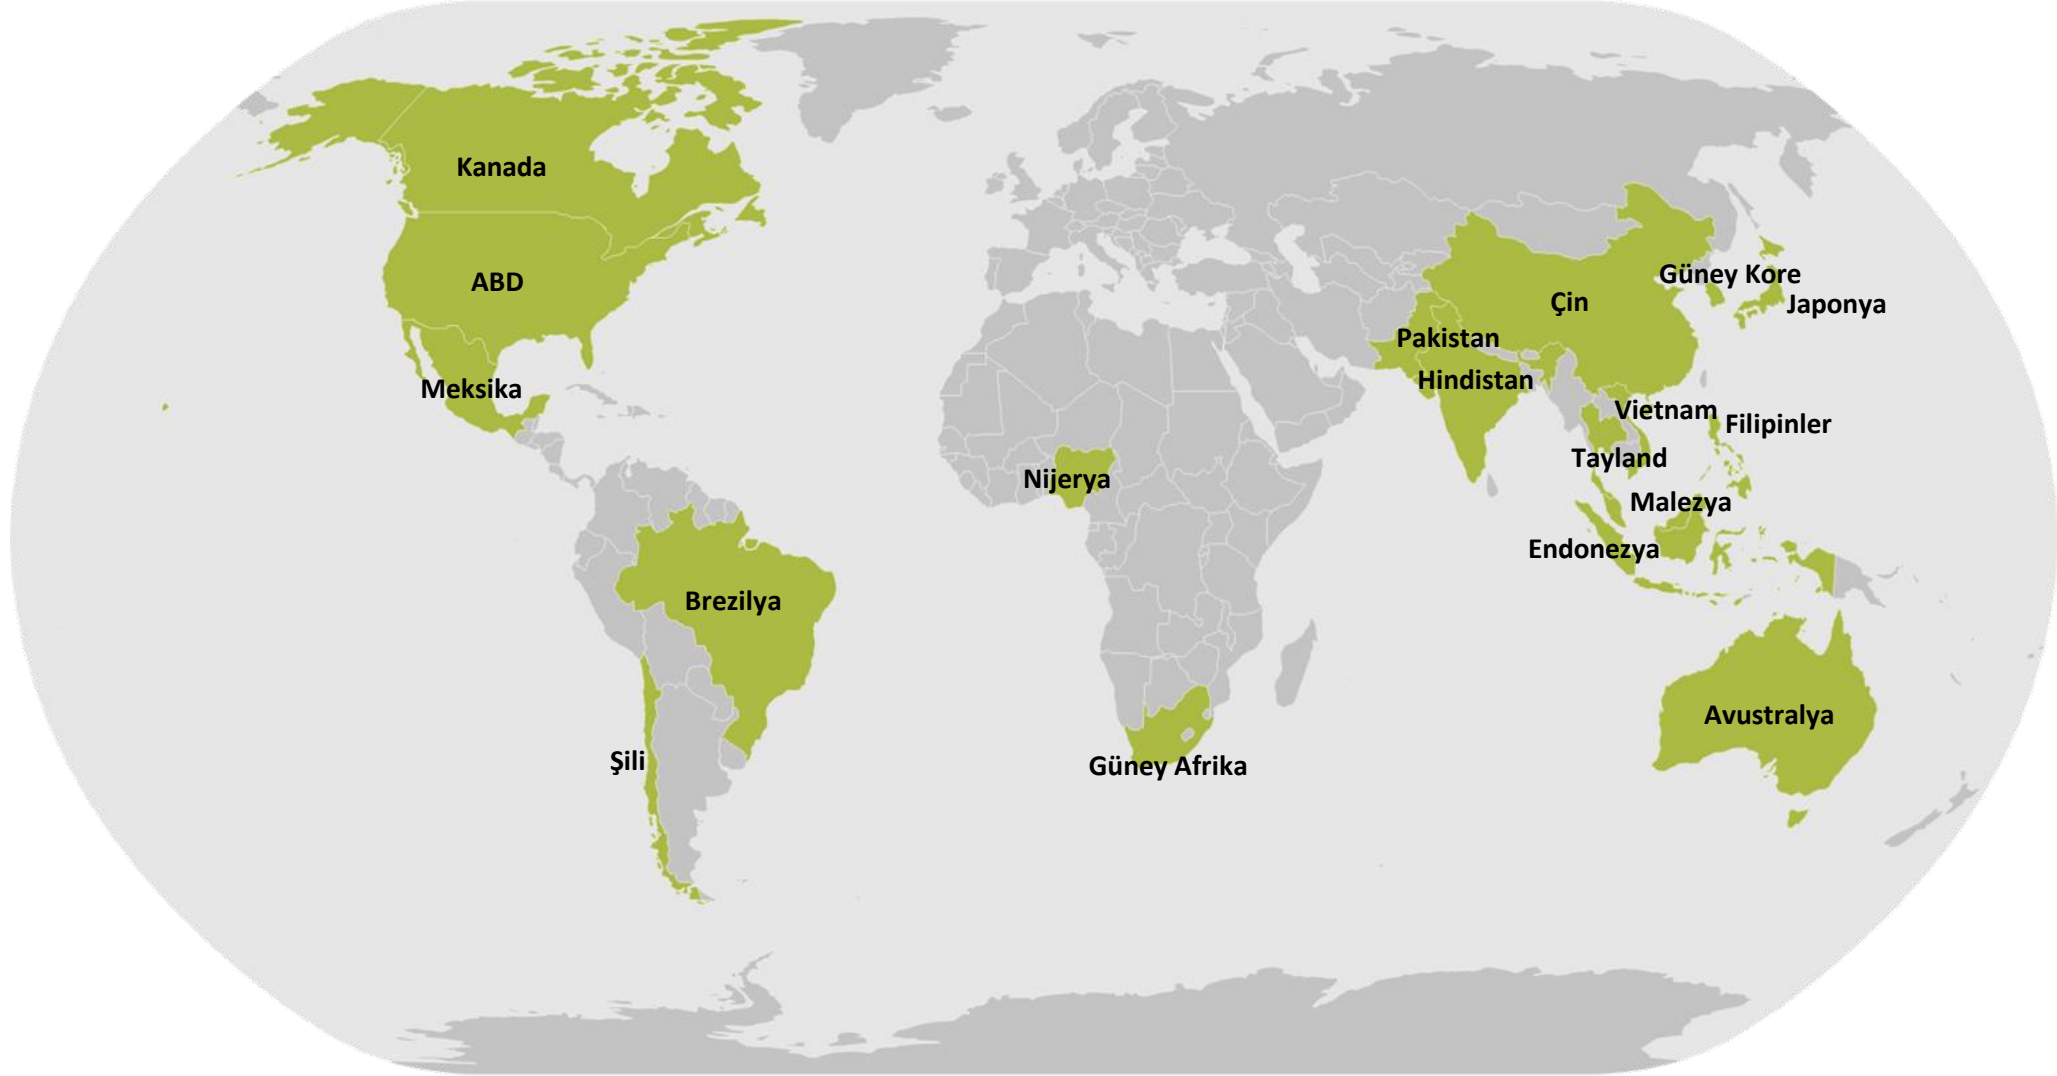 Kanada
ABD
Meksika
Brezilya
Şili
Nijerya
Güney Afrika
Güney Kore
Çin
Japonya
Pakistan
Hindistan
Vietnam
Filipinler
Tayland
Malezya
Endonezya
Avustralya